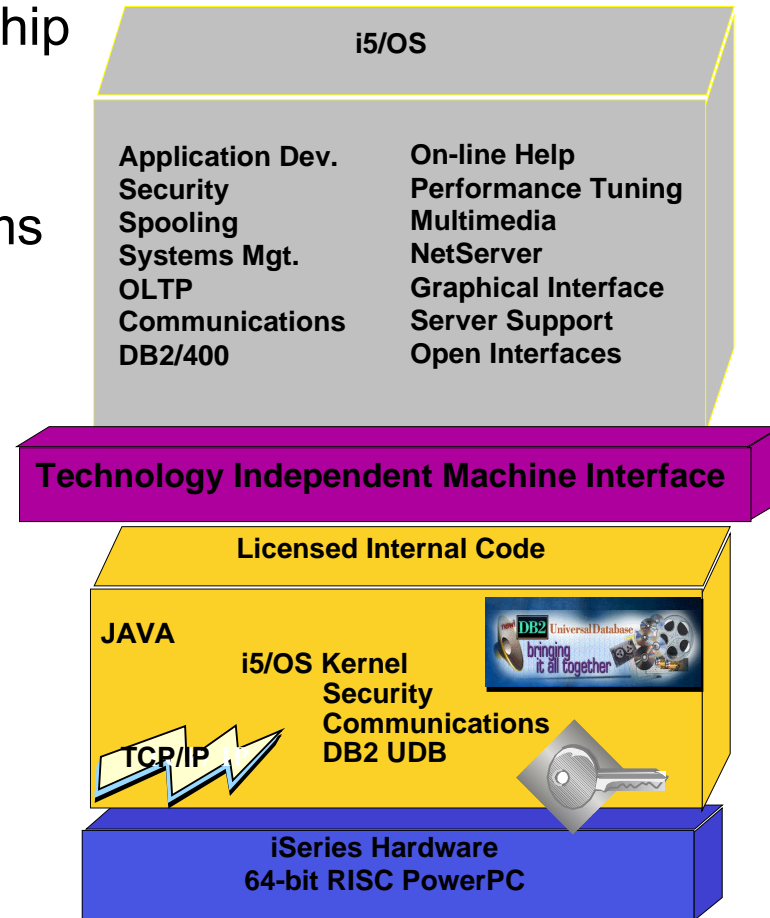 hip
ns
i5/OS
Application Dev.
Security
Spooling
Systems Mgt.
OLTP
Communications
DB2/400
On-line Help
Performance Tuning
Multimedia
NetServer
Graphical Interface
Server Support
Open Interfaces
Technology Independent Machine Interface
Licensed Internal Code
JAVA
new! DB2 Universal Database
bringing
it all together
i5/OS Kernel
Security
Communications
DB2 UDB
TCP/IP
iSeries Hardware
64-bit RISC PowerPC